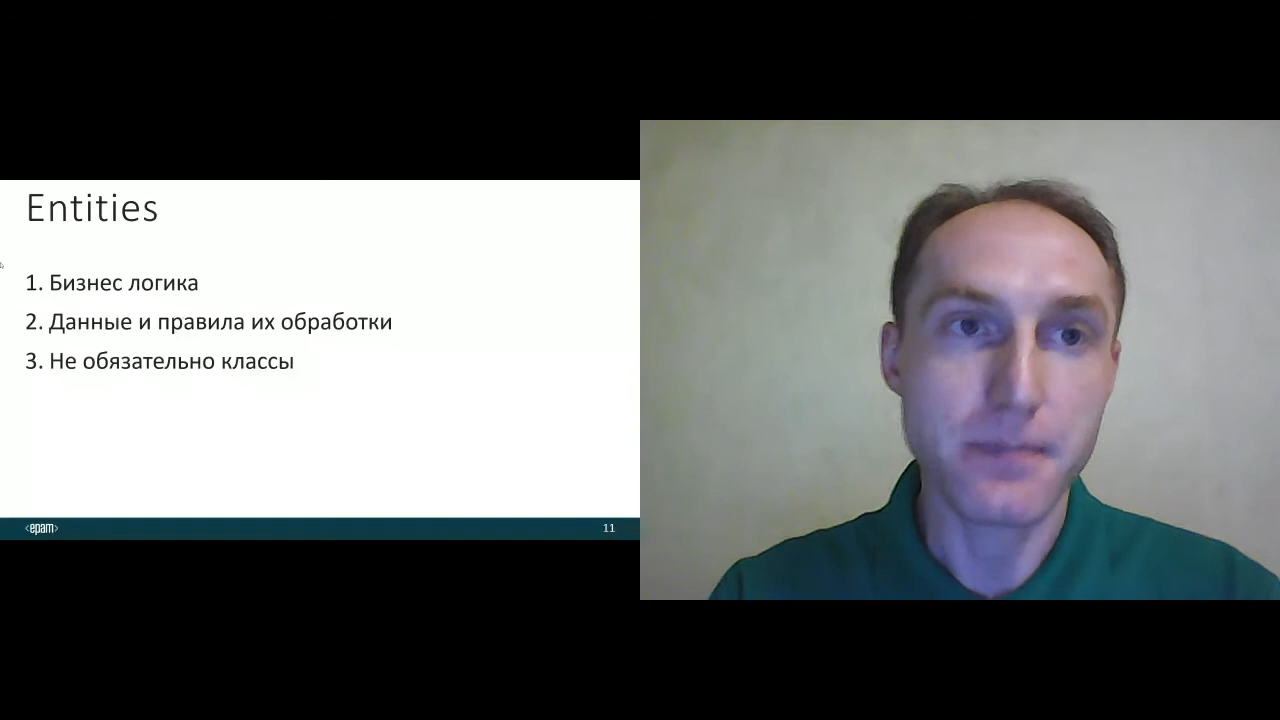 Entities
1. Бизнес логика
2. Данные и правила их обработки
3. Не обязательно классы
<epam>
11